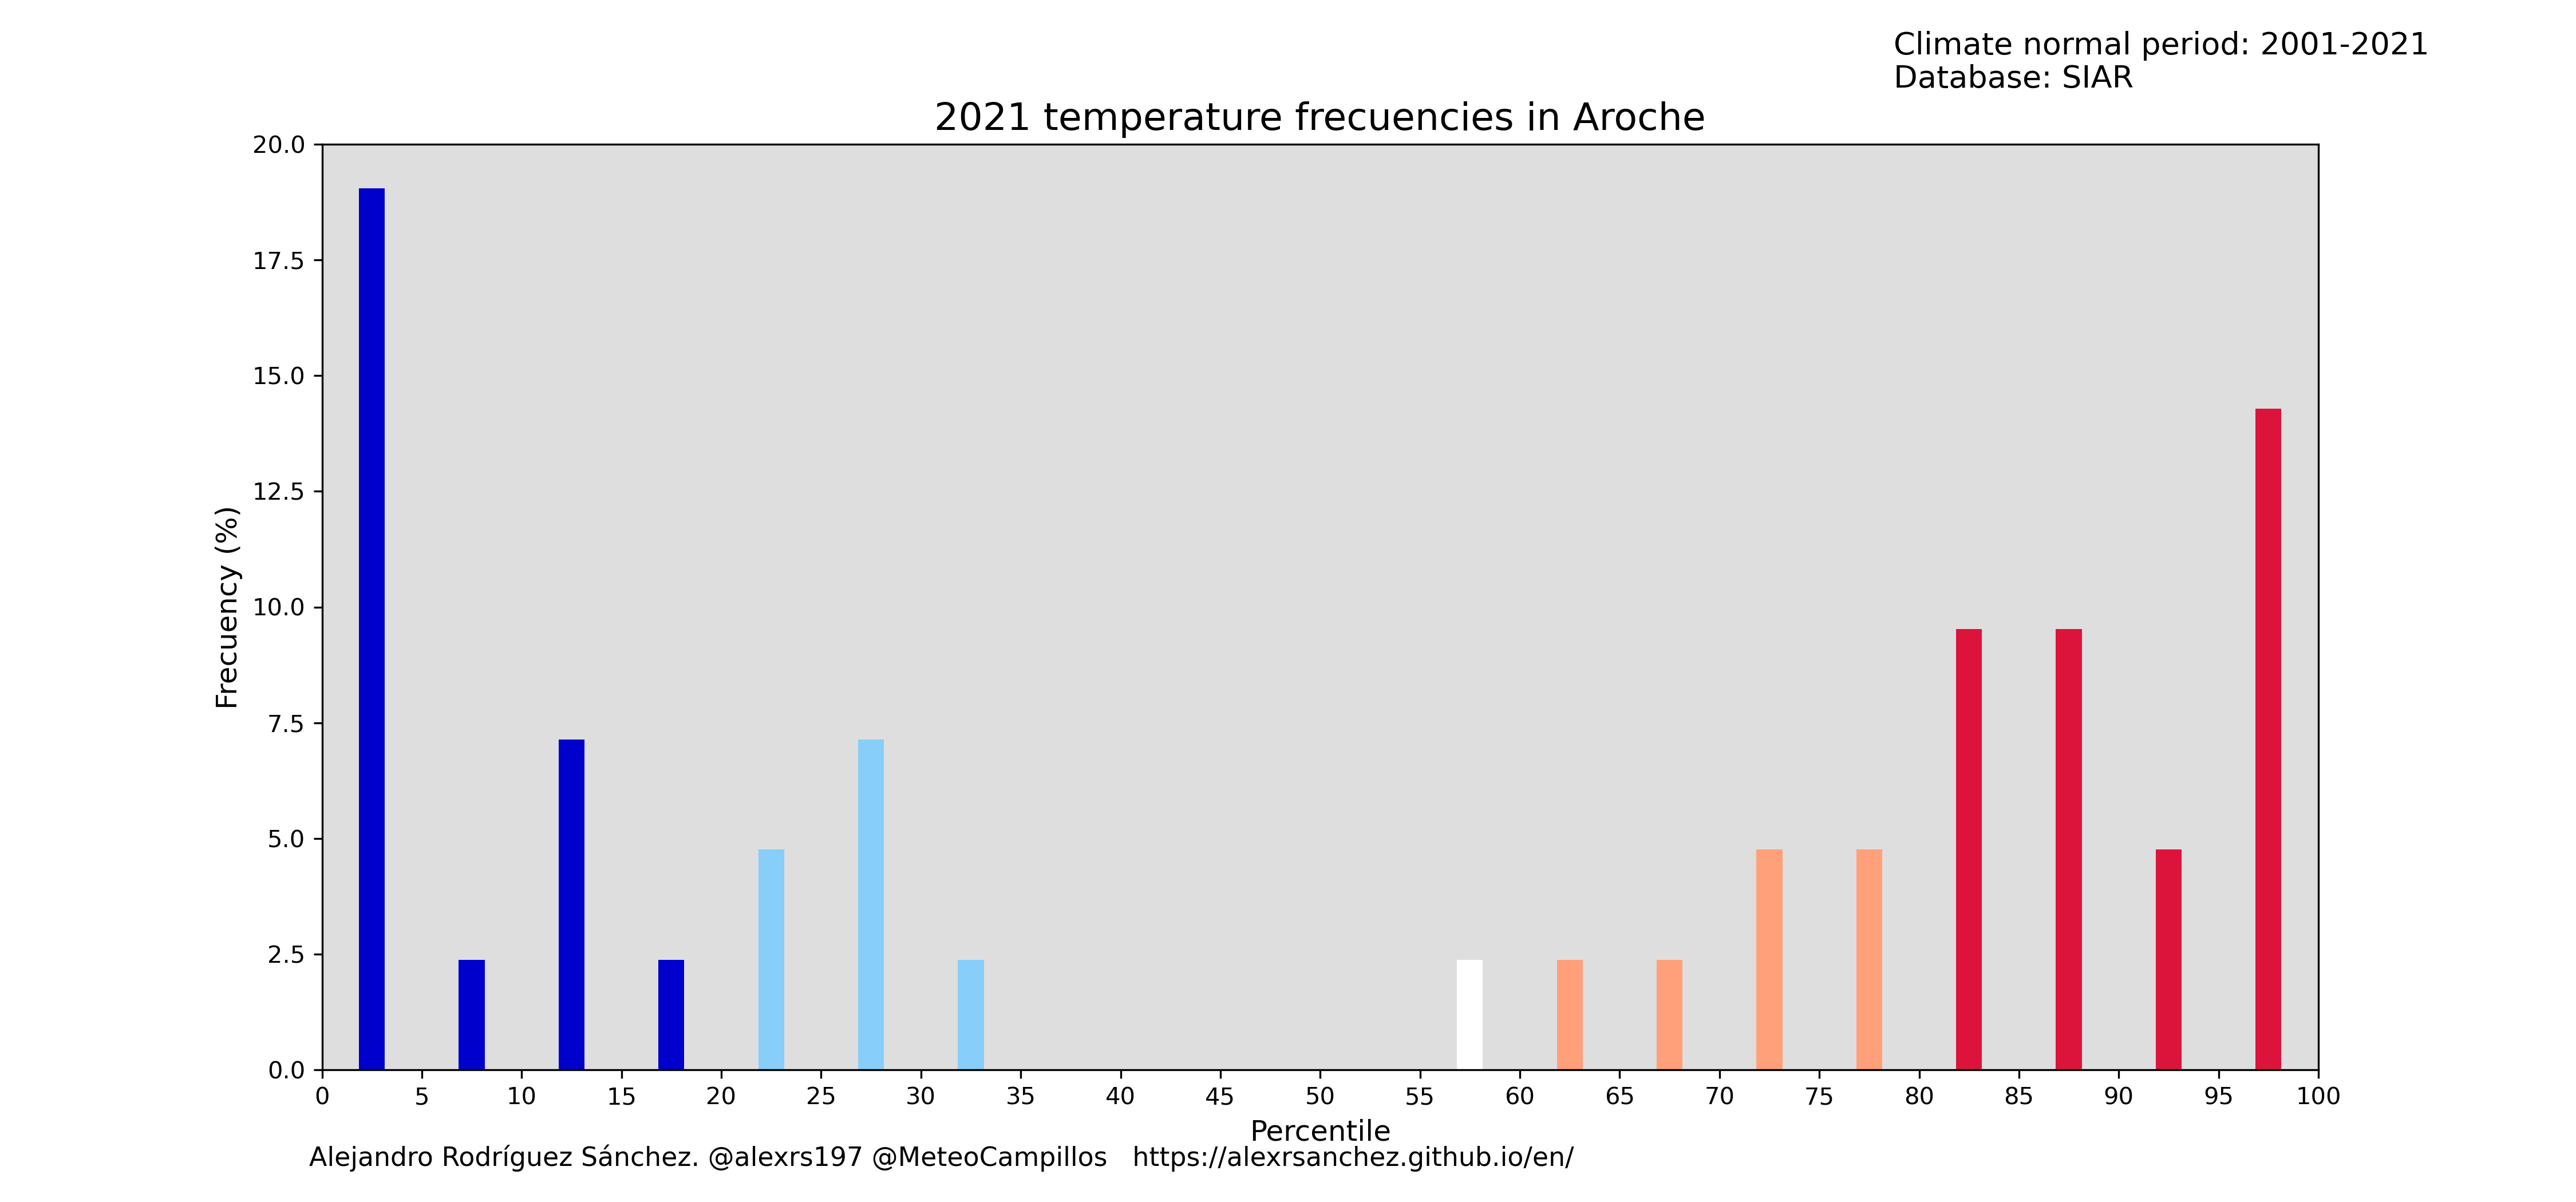 Climate normal period: 2001-2021
Database: SIAR
2021 temperature frecuencies in Aroche
Frecuency (%)
20.0
17.5
15.0
12.5
10.0
7.5
5.0
2.5
0.0
0 5 10 15 20 25 30 35 40 45 50 55 60 65 70 75 80 85 90 95 100
Percentile
Alejandro Rodríguez Sánchez. @alexrs197 @MeteoCampillos https://alexrsanchez.github.io/en/